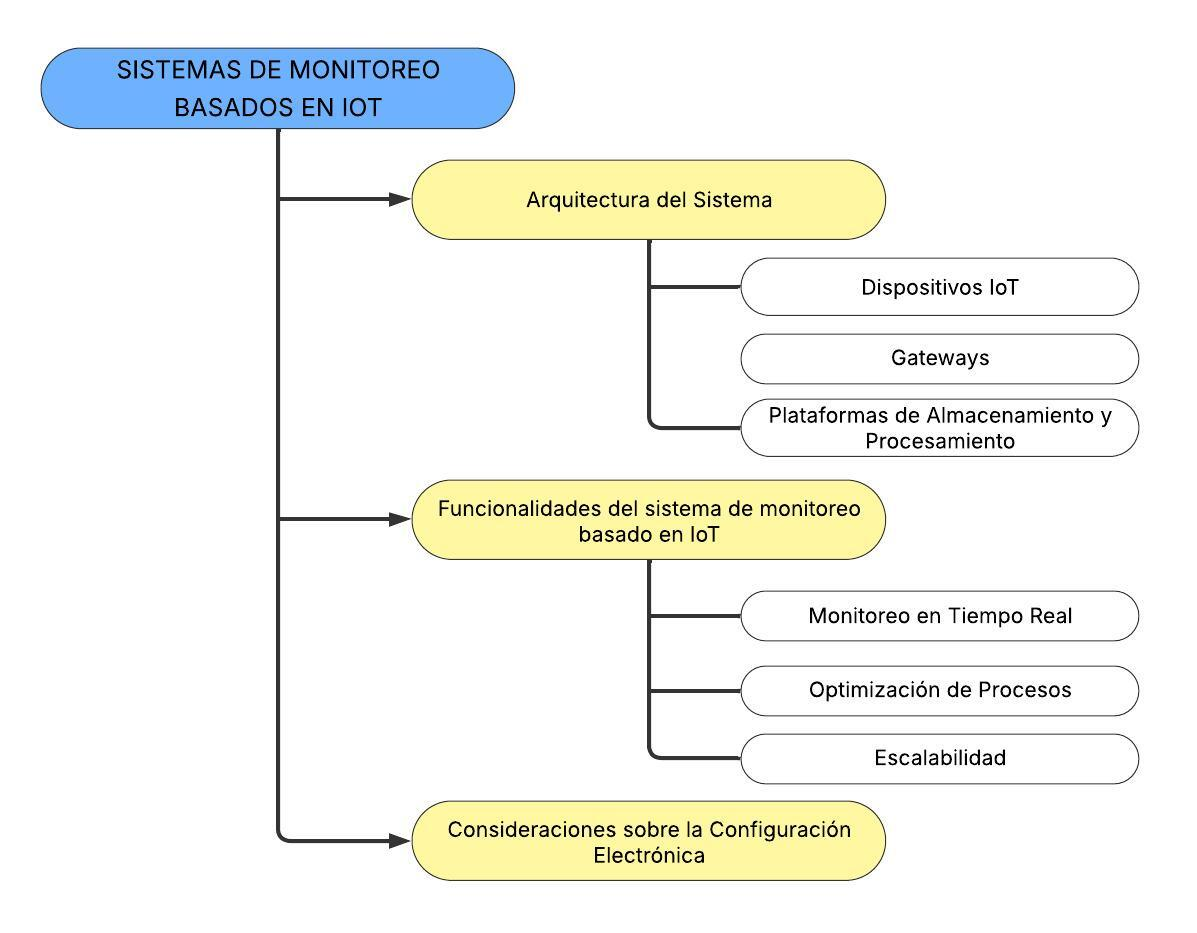 SISTEMAS DE MONITOREO
BASADOS EN IOT
Arquitectura del Sistema
Dispositivos IoT
Gateways
Plataformas de Almacenamiento y
Procesamiento
Funcionalidades del sistema de monitoreo
basado en IoT
Monitoreo en Tiempo Real
Optimización de Procesos
Escalabilidad
Consideraciones sobre la Configuración
Electrónica